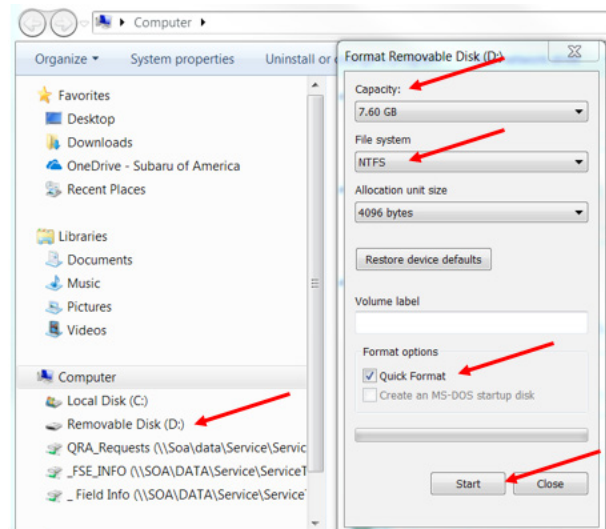 Computer
Organize
System properties
Uninstall or
Favorites
Desktop
Downloads
OneDrive - Subaru of America
Recent Places
Libraries
Documents
Music
Pictures
Videos
Computer
Local Disk (C:)
Removable Disk (D:)
QRA_Requests (\\Soa\data\Service\Servic
_FSE_INFO (\\SOA\DATA\Service\ServiceT
_ Field Info (\\SOA\DATA\Service\Service
Format Removable Disk (D:)
Capacity:
7.60 GB
File system
NTFS
Allocation unit size
4096 bytes
Restore device defaults
Volume label
Format options
Quick Format
Create an MS-DOS startup disk
Start
Close